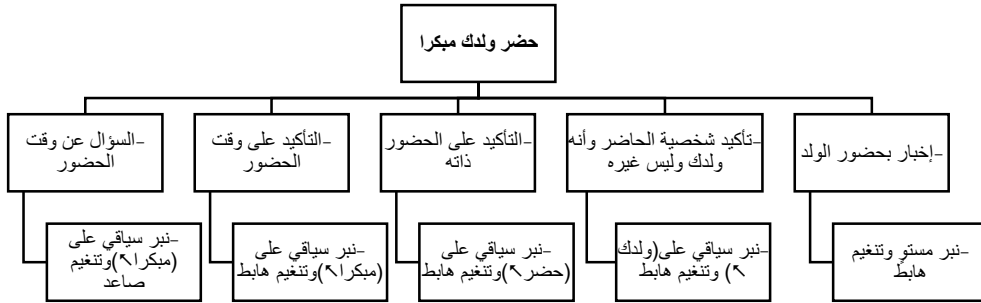 حضر ولدك مبكرا
-إخبار بحضور الولد
-تأكيد شخصية الحاضر وأنه
ولدك وليس غيره
-التأكيد على الحضور
ذاته
-التأكيد على وقت
الحضور
-السؤال عن وقت
الحضور
-نبر مستوٍ وتنغيم
هابط
-نبر سياقي على(ولدك
↖) وتنغيم هابط
-نبر سياقي على
(حضر↖)وتنغيم هابط
-نبر سياقي على
(مبكرا↖)وتنغيم هابط
-نبر سياقي على
(مبكرا↖)وتنغيم
صاعد